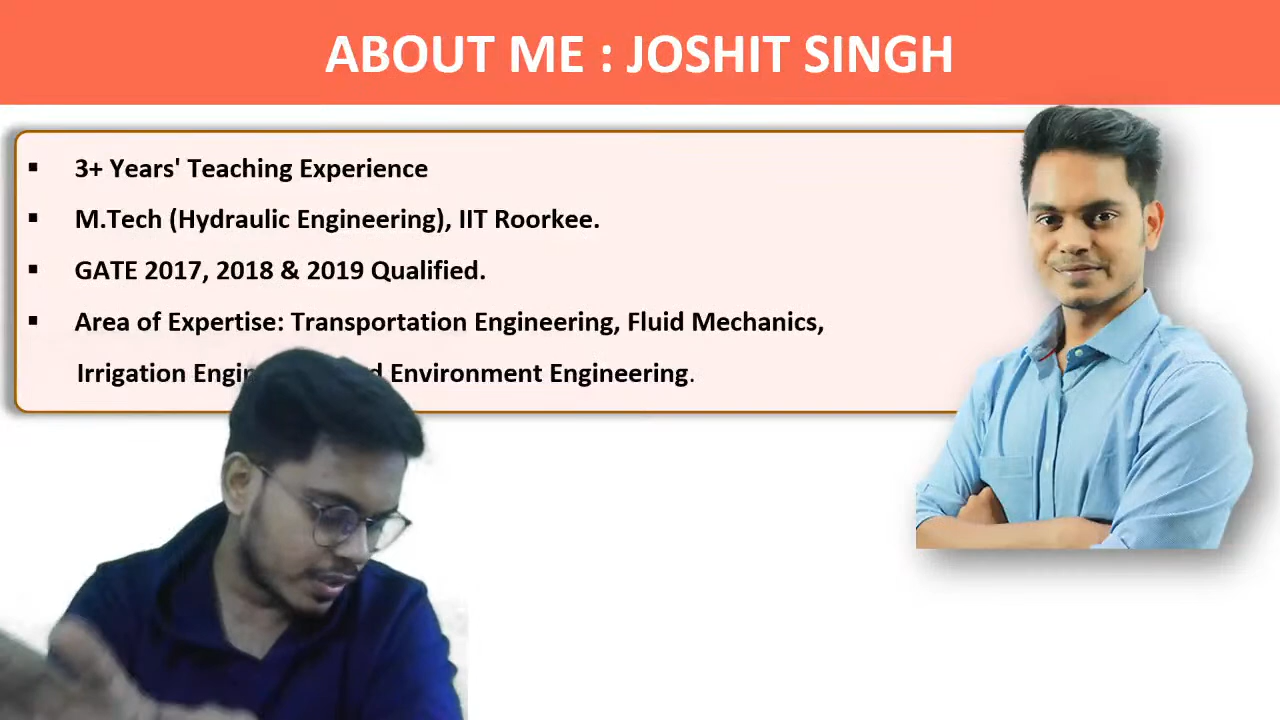 ABOUT ME : JOSHIT SINGH
▪ 3+ Years' Teaching Experience
▪ M.Tech (Hydraulic Engineering), IIT Roorkee.
▪ GATE 2017, 2018 & 2019 Qualified.
▪ Area of Expertise: Transportation Engineering, Fluid Mechanics,
Irrigation Environment Engineering.